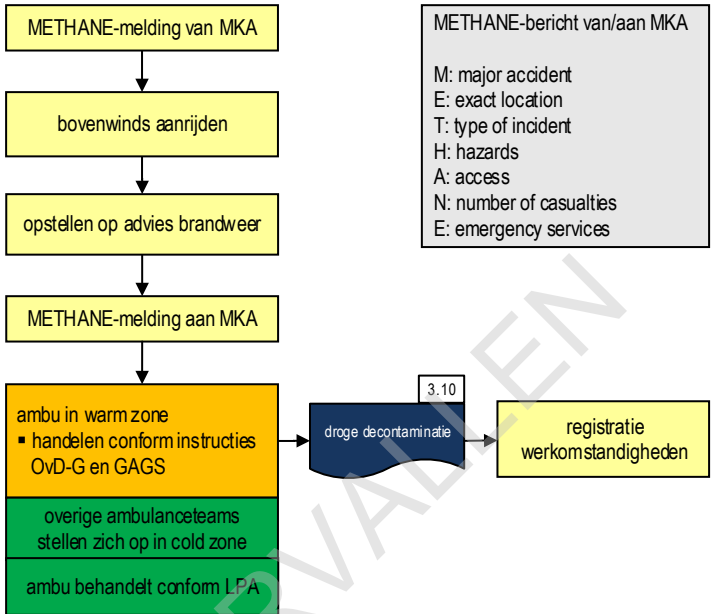 METHANE-melding van MKA
bovenwinds aanrijden
opstellen op advies brandweer
METHANE-melding aan MKA
ambu in warm zone
▪ handelen conform instructies
OvD-G en GAGS
overige ambulanceteams
stellen zich op in cold zone
ambu behandelt conform LPA
3.10
droge decontaminatie
registratie
werkomstandigheden
METHANE-bericht van/aan MKA
M: major accident
E: exact location
T: type of incident
H: hazards
A: access
N: number of casualties
E: emergency services
RVALLEN